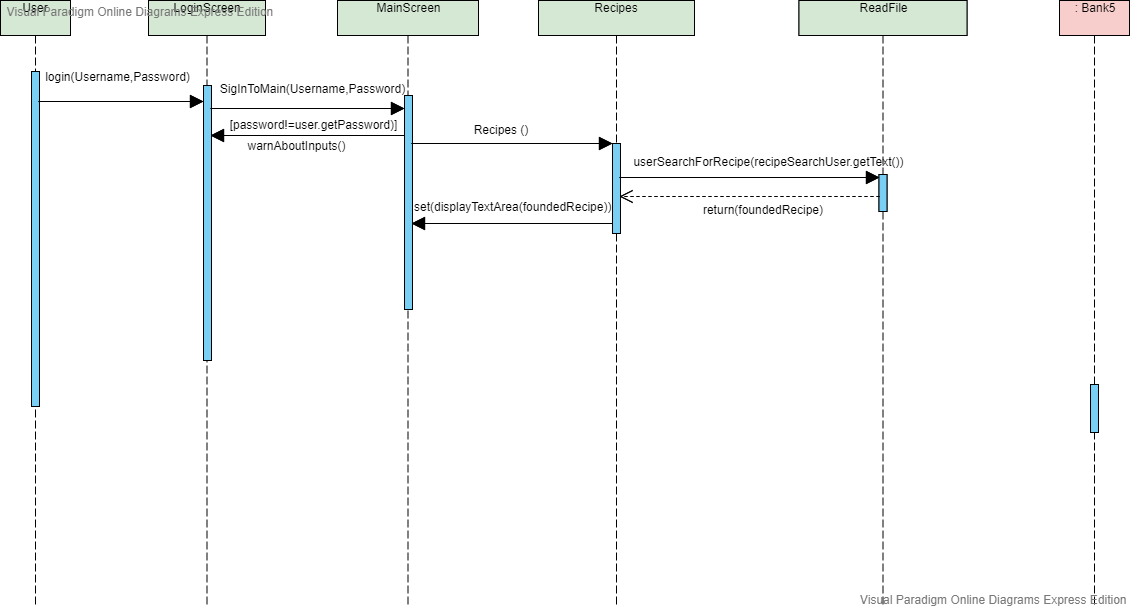 User
LoginScreen
MainScreen
Recipes
ReadFile
: Bank5
Visual Paradigm Online Diagrams Express Edition
login(Username,Password)
SigInToMain(Username,Password)
[password!=user.getPassword)]
warnAboutInputs()
Recipes ()
userSearchForRecipe(recipeSearchUser.getText())
return(foundedRecipe)
set(displayTextArea(foundedRecipe))
Visual Paradigm Online Diagrams Express Edition